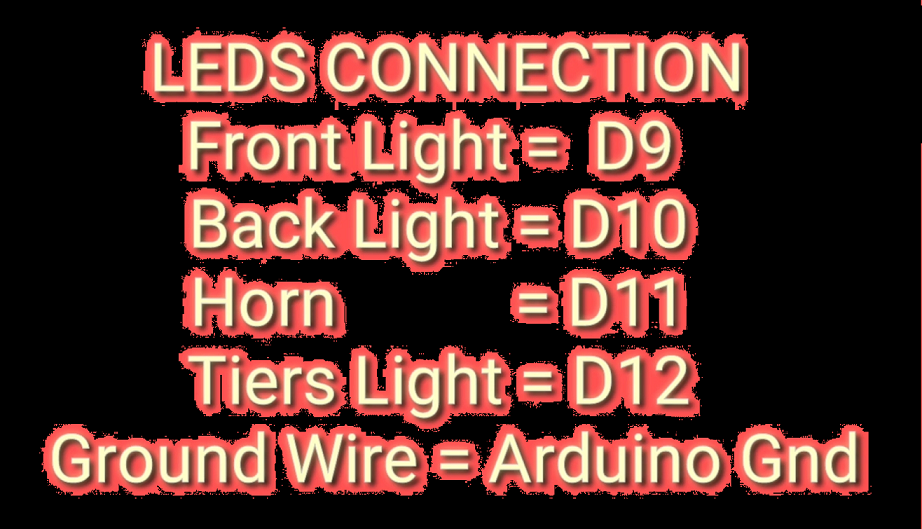 LEDS CONNECTION
Front Light = D9
Back Light = D10
Horn = D11
Tiers Light = D12
Ground Wire = Arduino Gnd